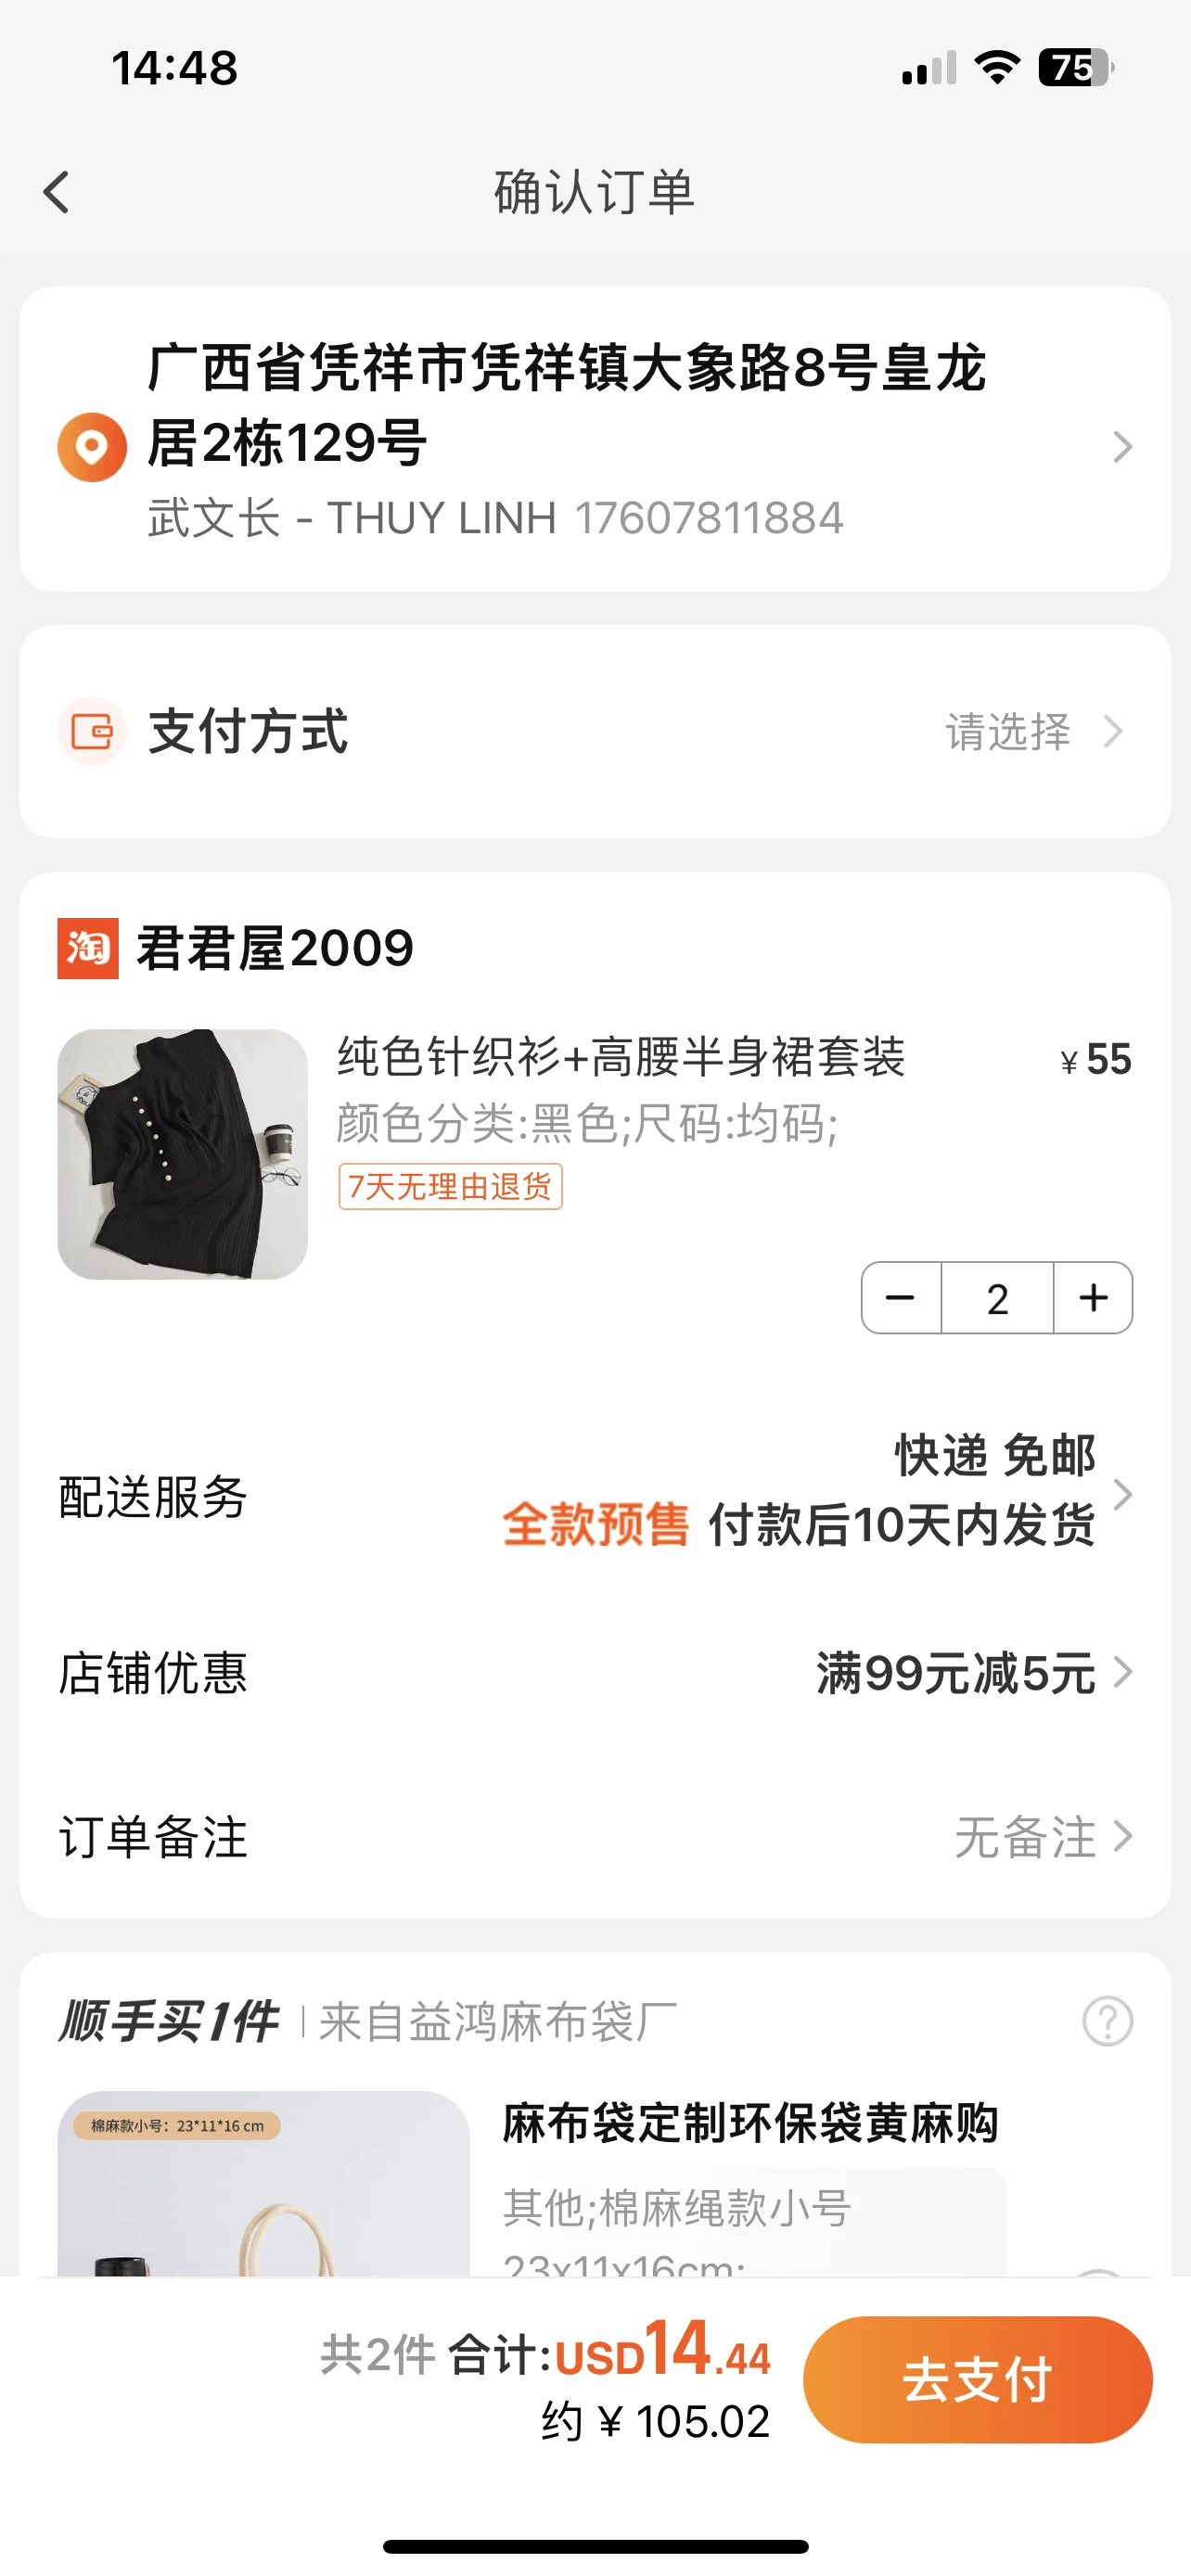 14:48
75
确认订单
广西省凭祥市凭祥镇大象路8号皇龙
居2栋129号
武文长 - THUY LINH 17607811884
支付方式
请选择
淘 君君屋2009
纯色针织衫+高腰半身裙套装
¥ 55
颜色分类:黑色;尺码:均码;
7天无理由退货
2
快递 免邮
配送服务
全款预售 付款后10天内发货
店铺优惠
满99元减5元
订单备注
无备注
顺手买1件 | 来自益鸿麻布袋厂
棉麻款小号：23*11*16 cm
麻布袋定制环保袋黄麻购
其他;棉麻绳款小号
23x11x16cm;
共2件 合计:USD14.44
约 ¥ 105.02
去支付